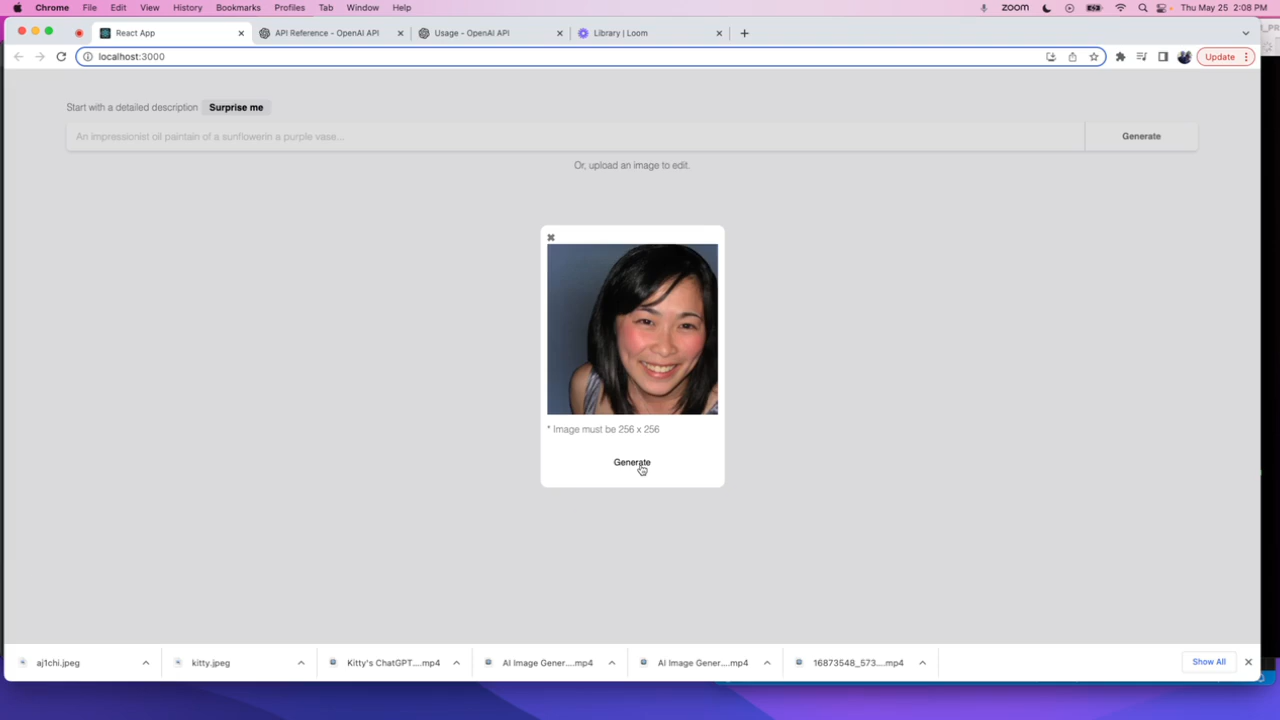 Chrome File Edit View History Bookmarks Profiles Tab Window Help zoom Thu May 25 2:08 PM
React App API Reference - OpenAI API Usage - OpenAI API Library | Loom
localhost:3000 Update
Start with a detailed description Surprise me
An impressionist oil paintain of a sunflowerin a purple vase... Generate
Or, upload an image to edit.
* Image must be 256 x 256
Generate
aj1chi.jpeg kitty.jpeg Kitty's ChatGPT....mp4 AI Image Gener....mp4 AI Image Gener....mp4 16873548_573....mp4 Show All